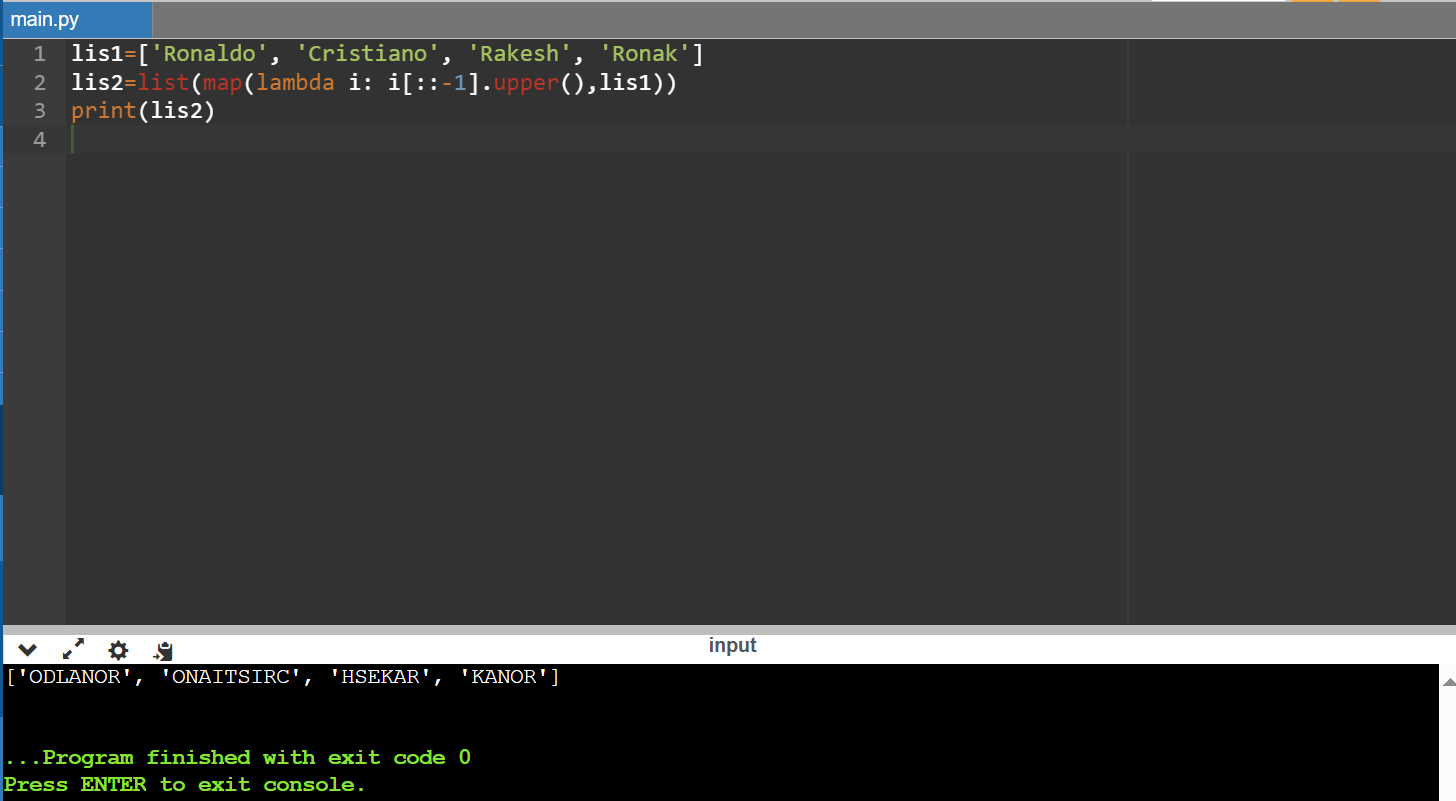 main.py
1 lis1=['Ronaldo', 'Cristiano', 'Rakesh', 'Ronak']
2 lis2=list(map(lambda i: i[::-1].upper(),lis1))
3 print(lis2)
4
input
['ODLANOR', 'ONAITSIRC', 'HSEKAR', 'KANOR']
...Program finished with exit code 0
Press ENTER to exit console.